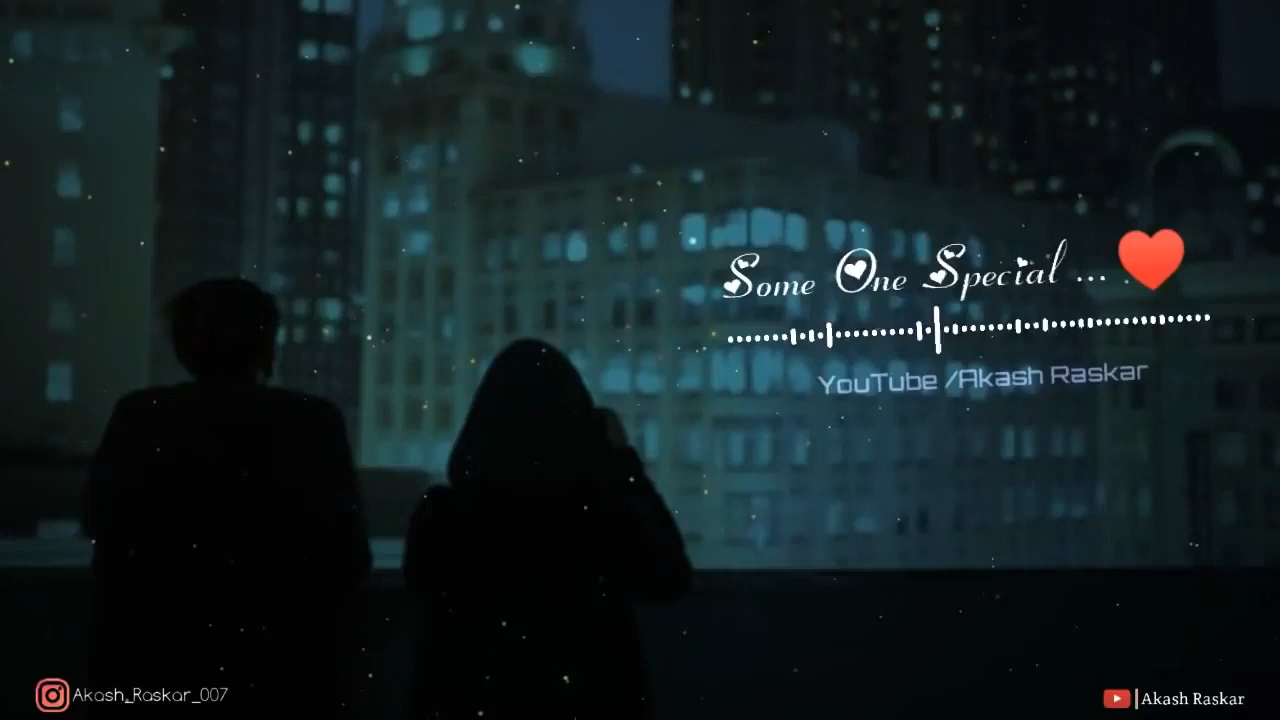 Some One Special ... ❤️
YouTube /Akash Raskar
Akash_Raskar_007
Akash Raskar